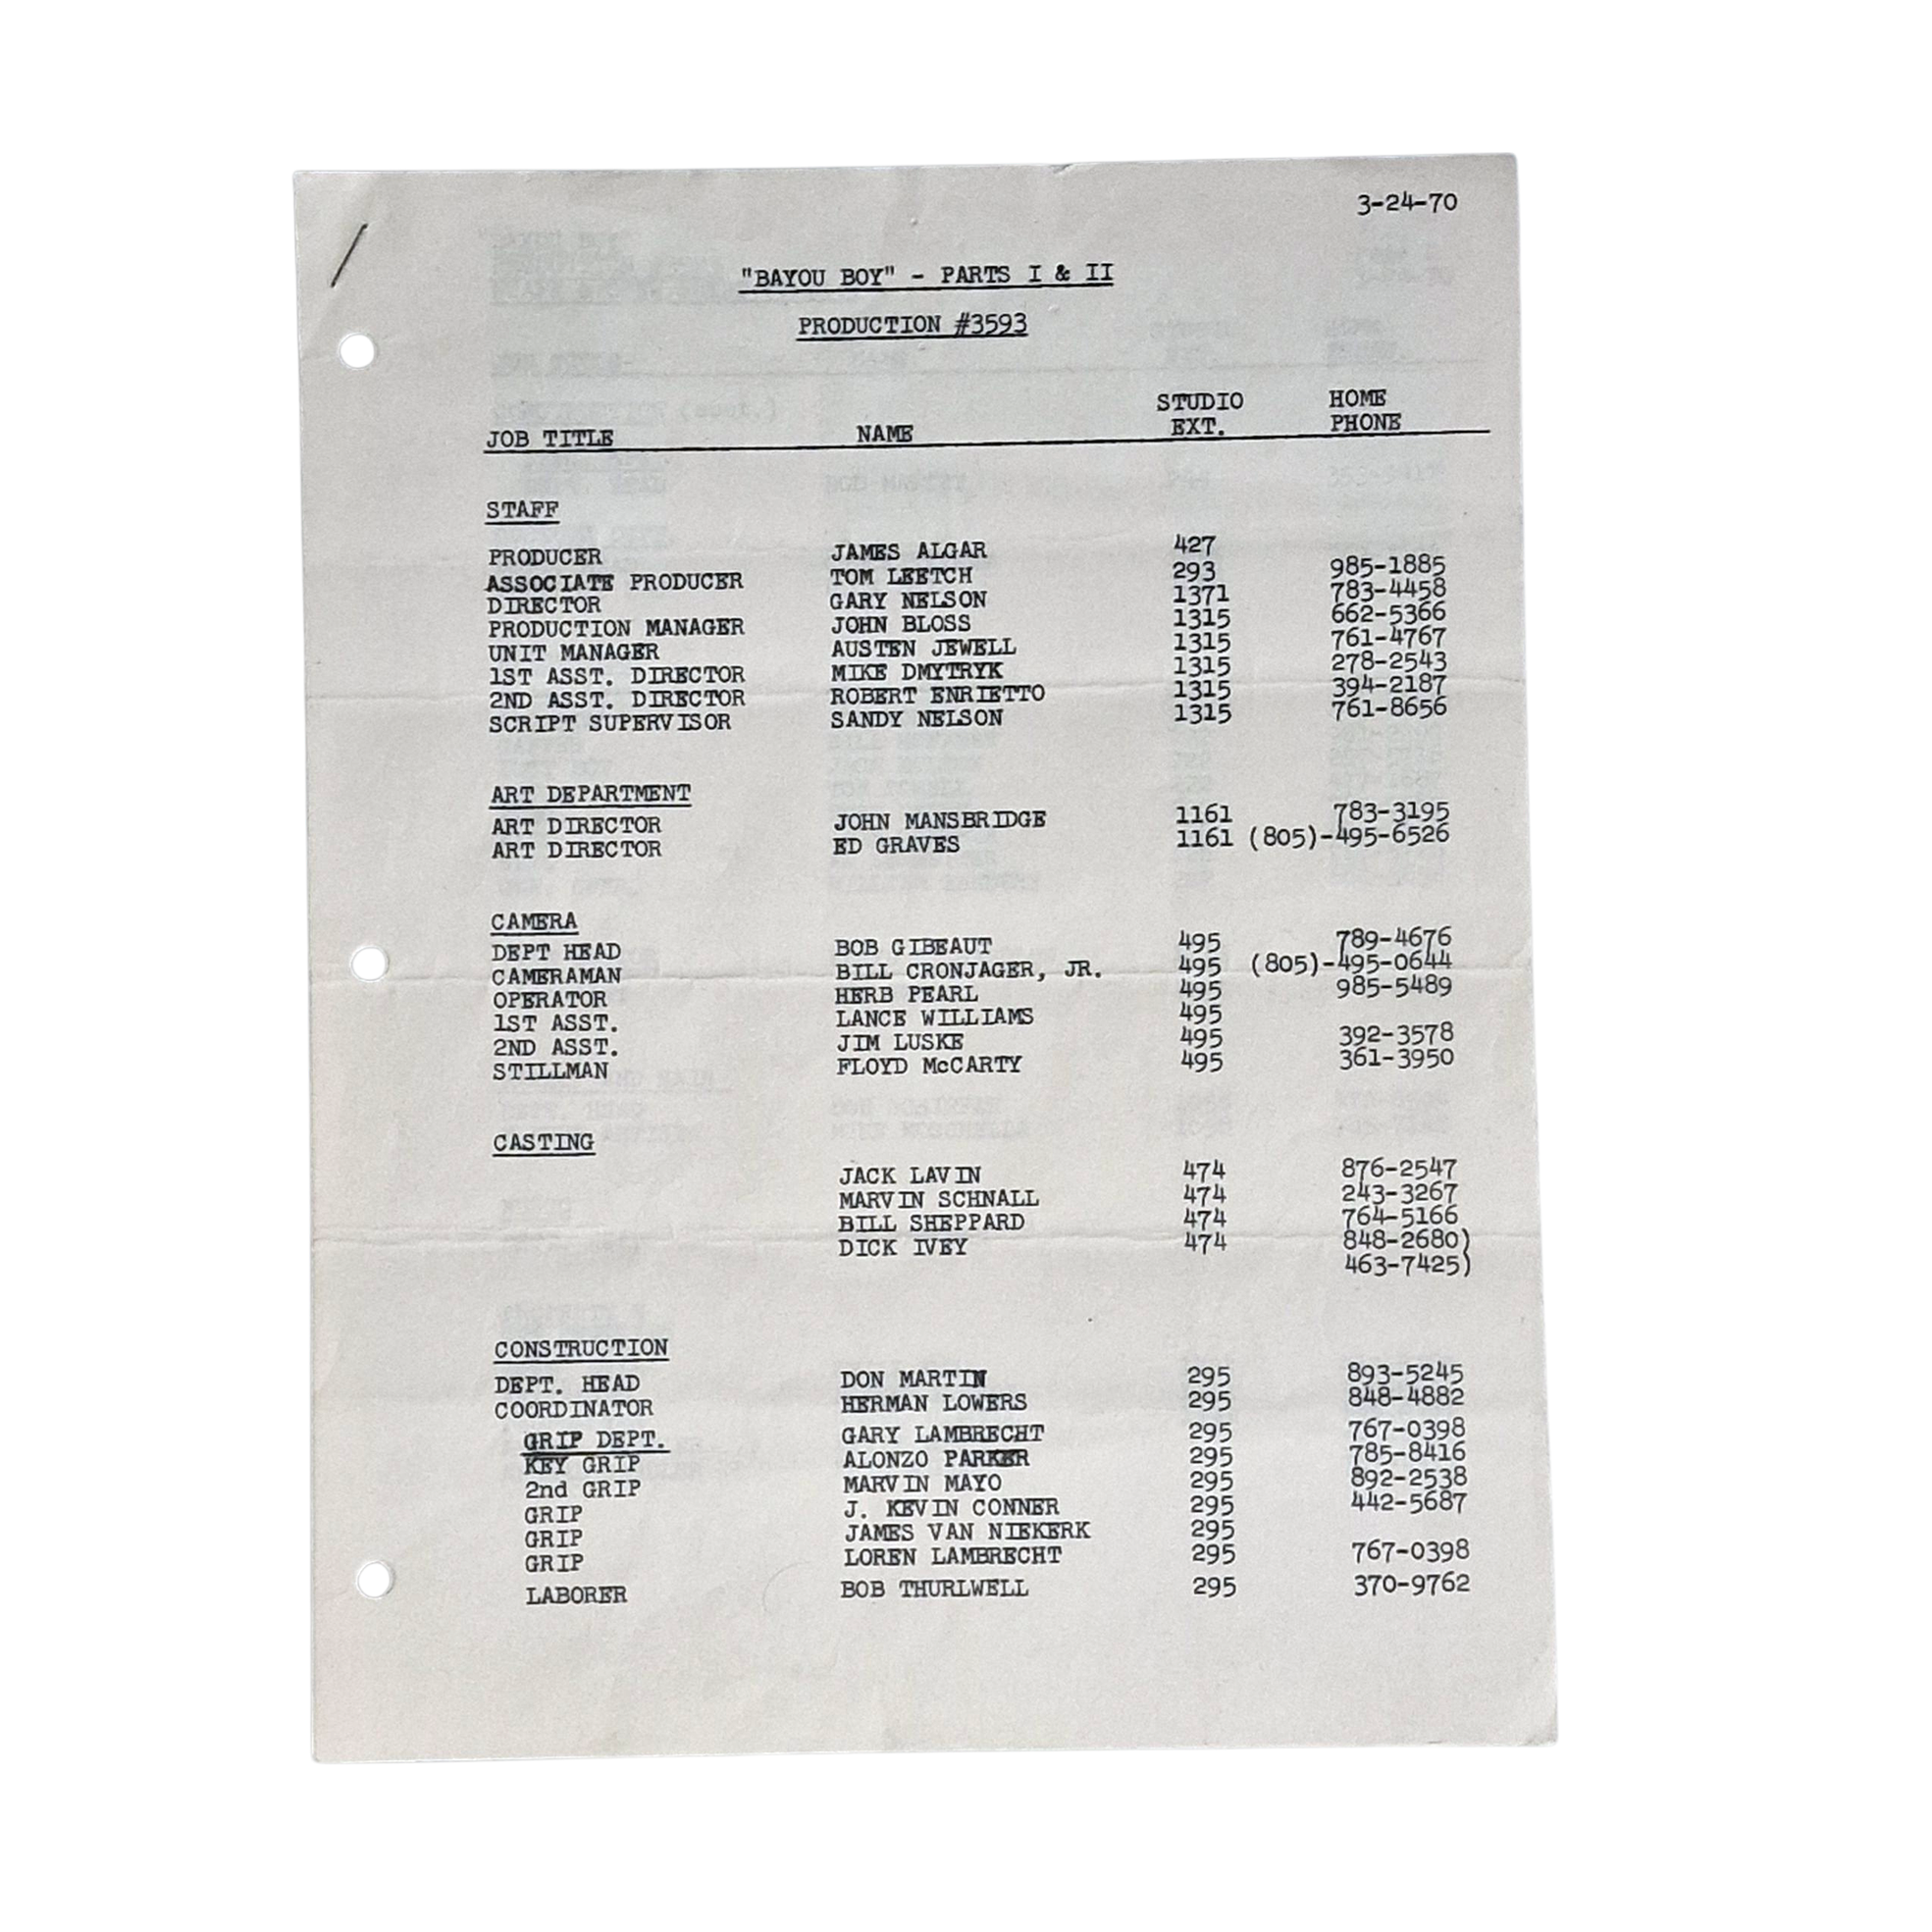 3-24-70
"BAYOU BOY" - PARTS I & II
PRODUCTION #3593
STUDIO HOME
JOB TITLE NAME EXT. PHONE
STAFF
PRODUCER JAMES ALGAR 427
ASSOCIATE PRODUCER TOM LEETCH 293 985-1885
DIRECTOR GARY NELSON 1371 783-4458
PRODUCTION MANAGER JOHN BLOSS 1315 662-5366
UNIT MANAGER AUSTEN JEWELL 1315 761-4767
1ST ASST. DIRECTOR MIKE DMYTRYK 1315 278-2543
2ND ASST. DIRECTOR ROBERT ENRIETTO 1315 394-2187
SCRIPT SUPERVISOR SANDY NELSON 1315 761-8656
ART DEPARTMENT
ART DIRECTOR JOHN MANSBRIDGE 1161 783-3195
ART DIRECTOR ED GRAVES 1161 (805)-495-6526
CAMERA
DEPT HEAD BOB GIBEAUT 495 789-4676
CAMERAMAN BILL CRONJAGER, JR. 495 (805)-495-0644
OPERATOR HERB PEARL 495 985-5489
1ST ASST. LANCE WILLIAMS 495
2ND ASST. JIM LUSKE 495 392-3578
STILLMAN FLOYD McCARTY 495 361-3950
CASTING
JACK LAVIN 474 876-2547
MARVIN SCHNALL 474 243-3267
BILL SHEPPARD 474 764-5166
DICK IVEY 474 848-2680)
463-7425)
CONSTRUCTION
DEPT. HEAD DON MARTIN 295 893-5245
COORDINATOR HERMAN LOWERS 295 848-4882
GRIP DEPT. GARY LAMBRECHT 295 767-0398
KEY GRIP ALONZO PARKER 295 785-8416
2nd GRIP MARVIN MAYO 295 892-2538
GRIP J. KEVIN CONNER 295 442-5687
GRIP JAMES VAN NIEKERK 295
GRIP LOREN LAMBRECHT 295 767-0398
LABORER BOB THURLWELL 295 370-9762